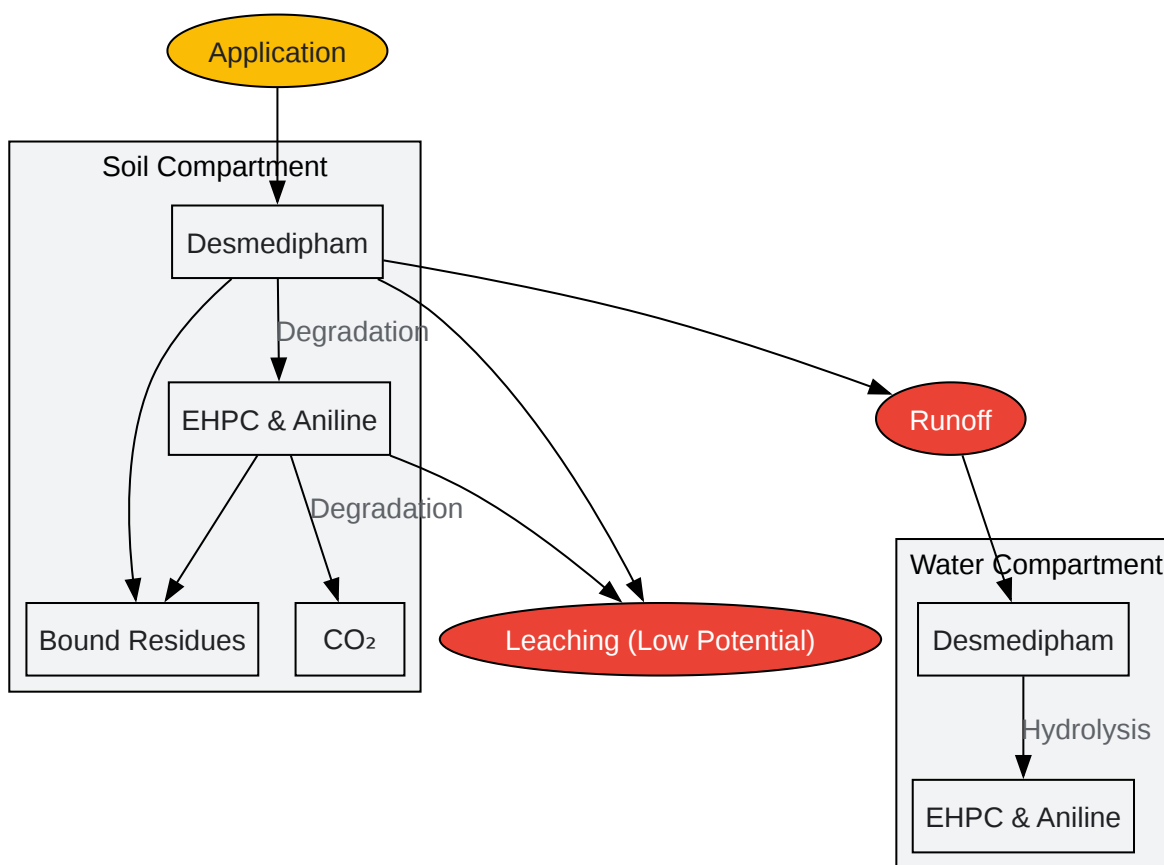 Application
Soil Compartment
Desmedipham
Degradation
EHPC & Aniline
Runoff
Degradation
Water Compartment
Bound Residues
CO₂
Leaching (Low Potential)
Desmedipham
Hydrolysis
EHPC & Aniline